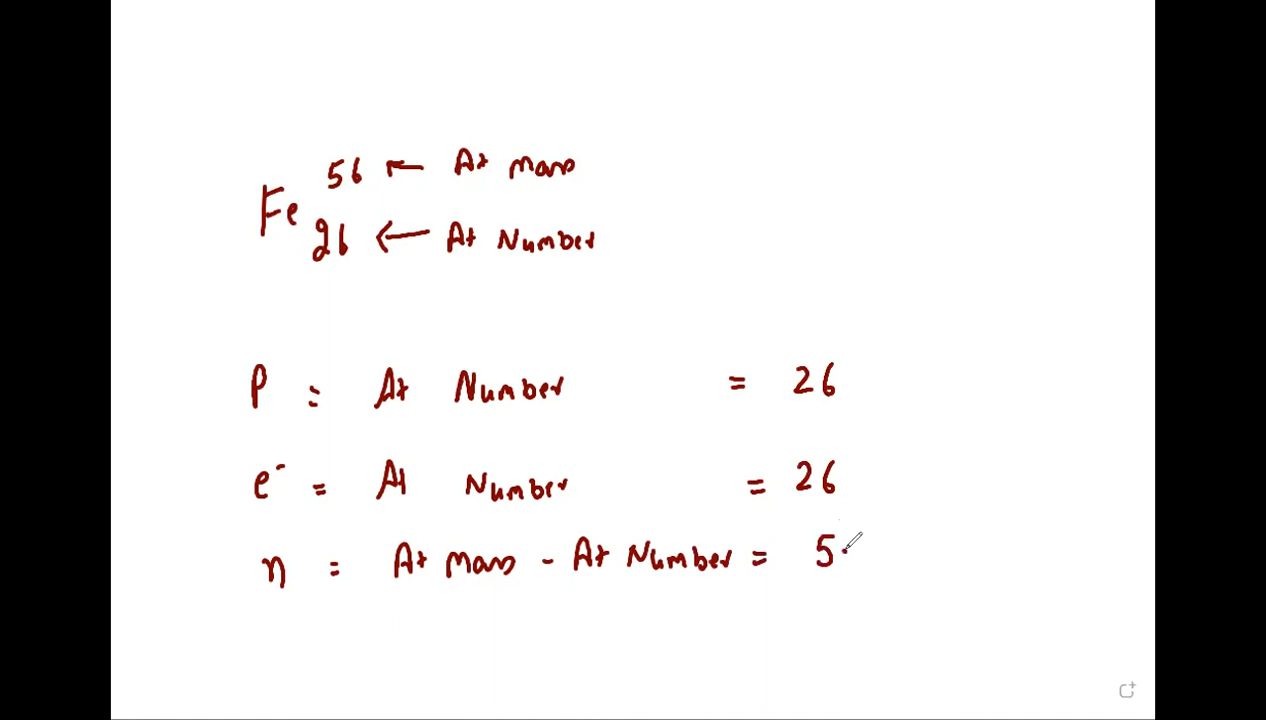 56 ← At mass
Fe
26 ← At Number
P = At Number = 26
e⁻ = At Number = 26
n = At mass - At Number = 5